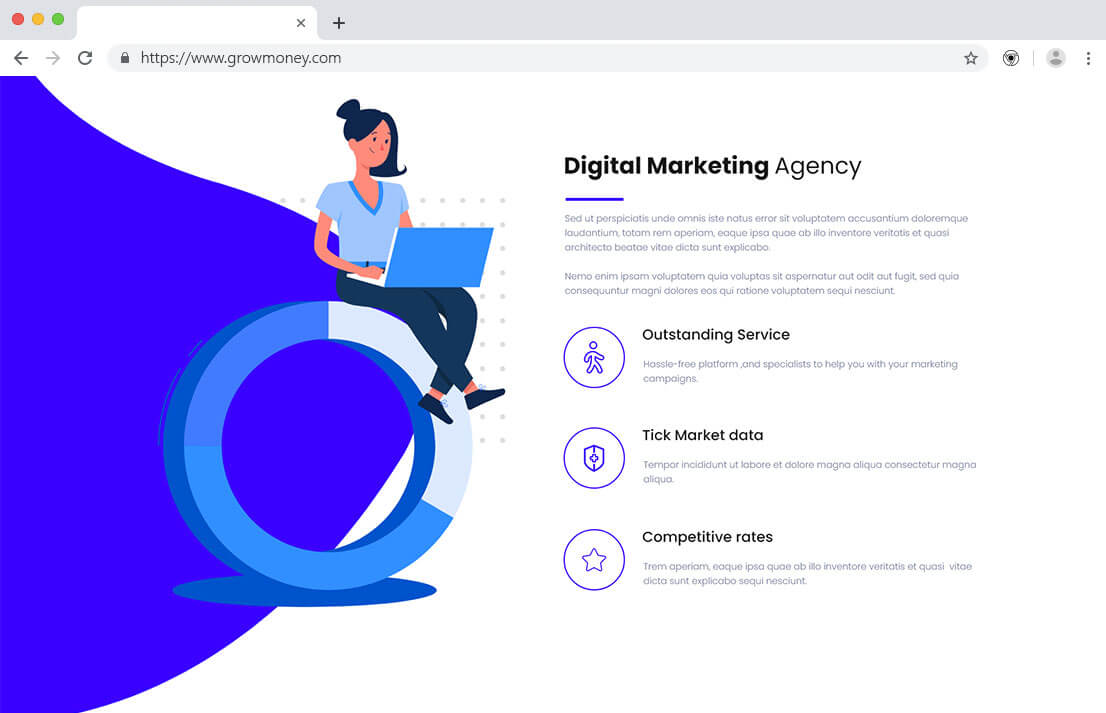 https://www.growmoney.com
Digital Marketing Agency
Sed ut perspiciatis unde omnis iste natus error sit voluptatem accusantium doloremque
laudantium, totam rem aperiam, eaque ipsa quae ab illo inventore veritatis et quasi
architecto beatae vitae dicta sunt explicabo.
Nemo enim ipsam voluptatem quia voluptas sit aspernatur aut odit aut fugit, sed quia
consequuntur magni dolores eos qui ratione voluptatem sequi nesciunt.
Outstanding Service
Hassle-free platform ,and specialists to help you with your marketing
campaigns.
Tick Market data
Tempor incididunt ut labore et dolore magna aliqua consectetur magna
aliqua.
Competitive rates
Trem aperiam, eaque ipsa quae ab illo inventore veritatis et quasi  vitae
dicta sunt explicabo sequi nesciunt.